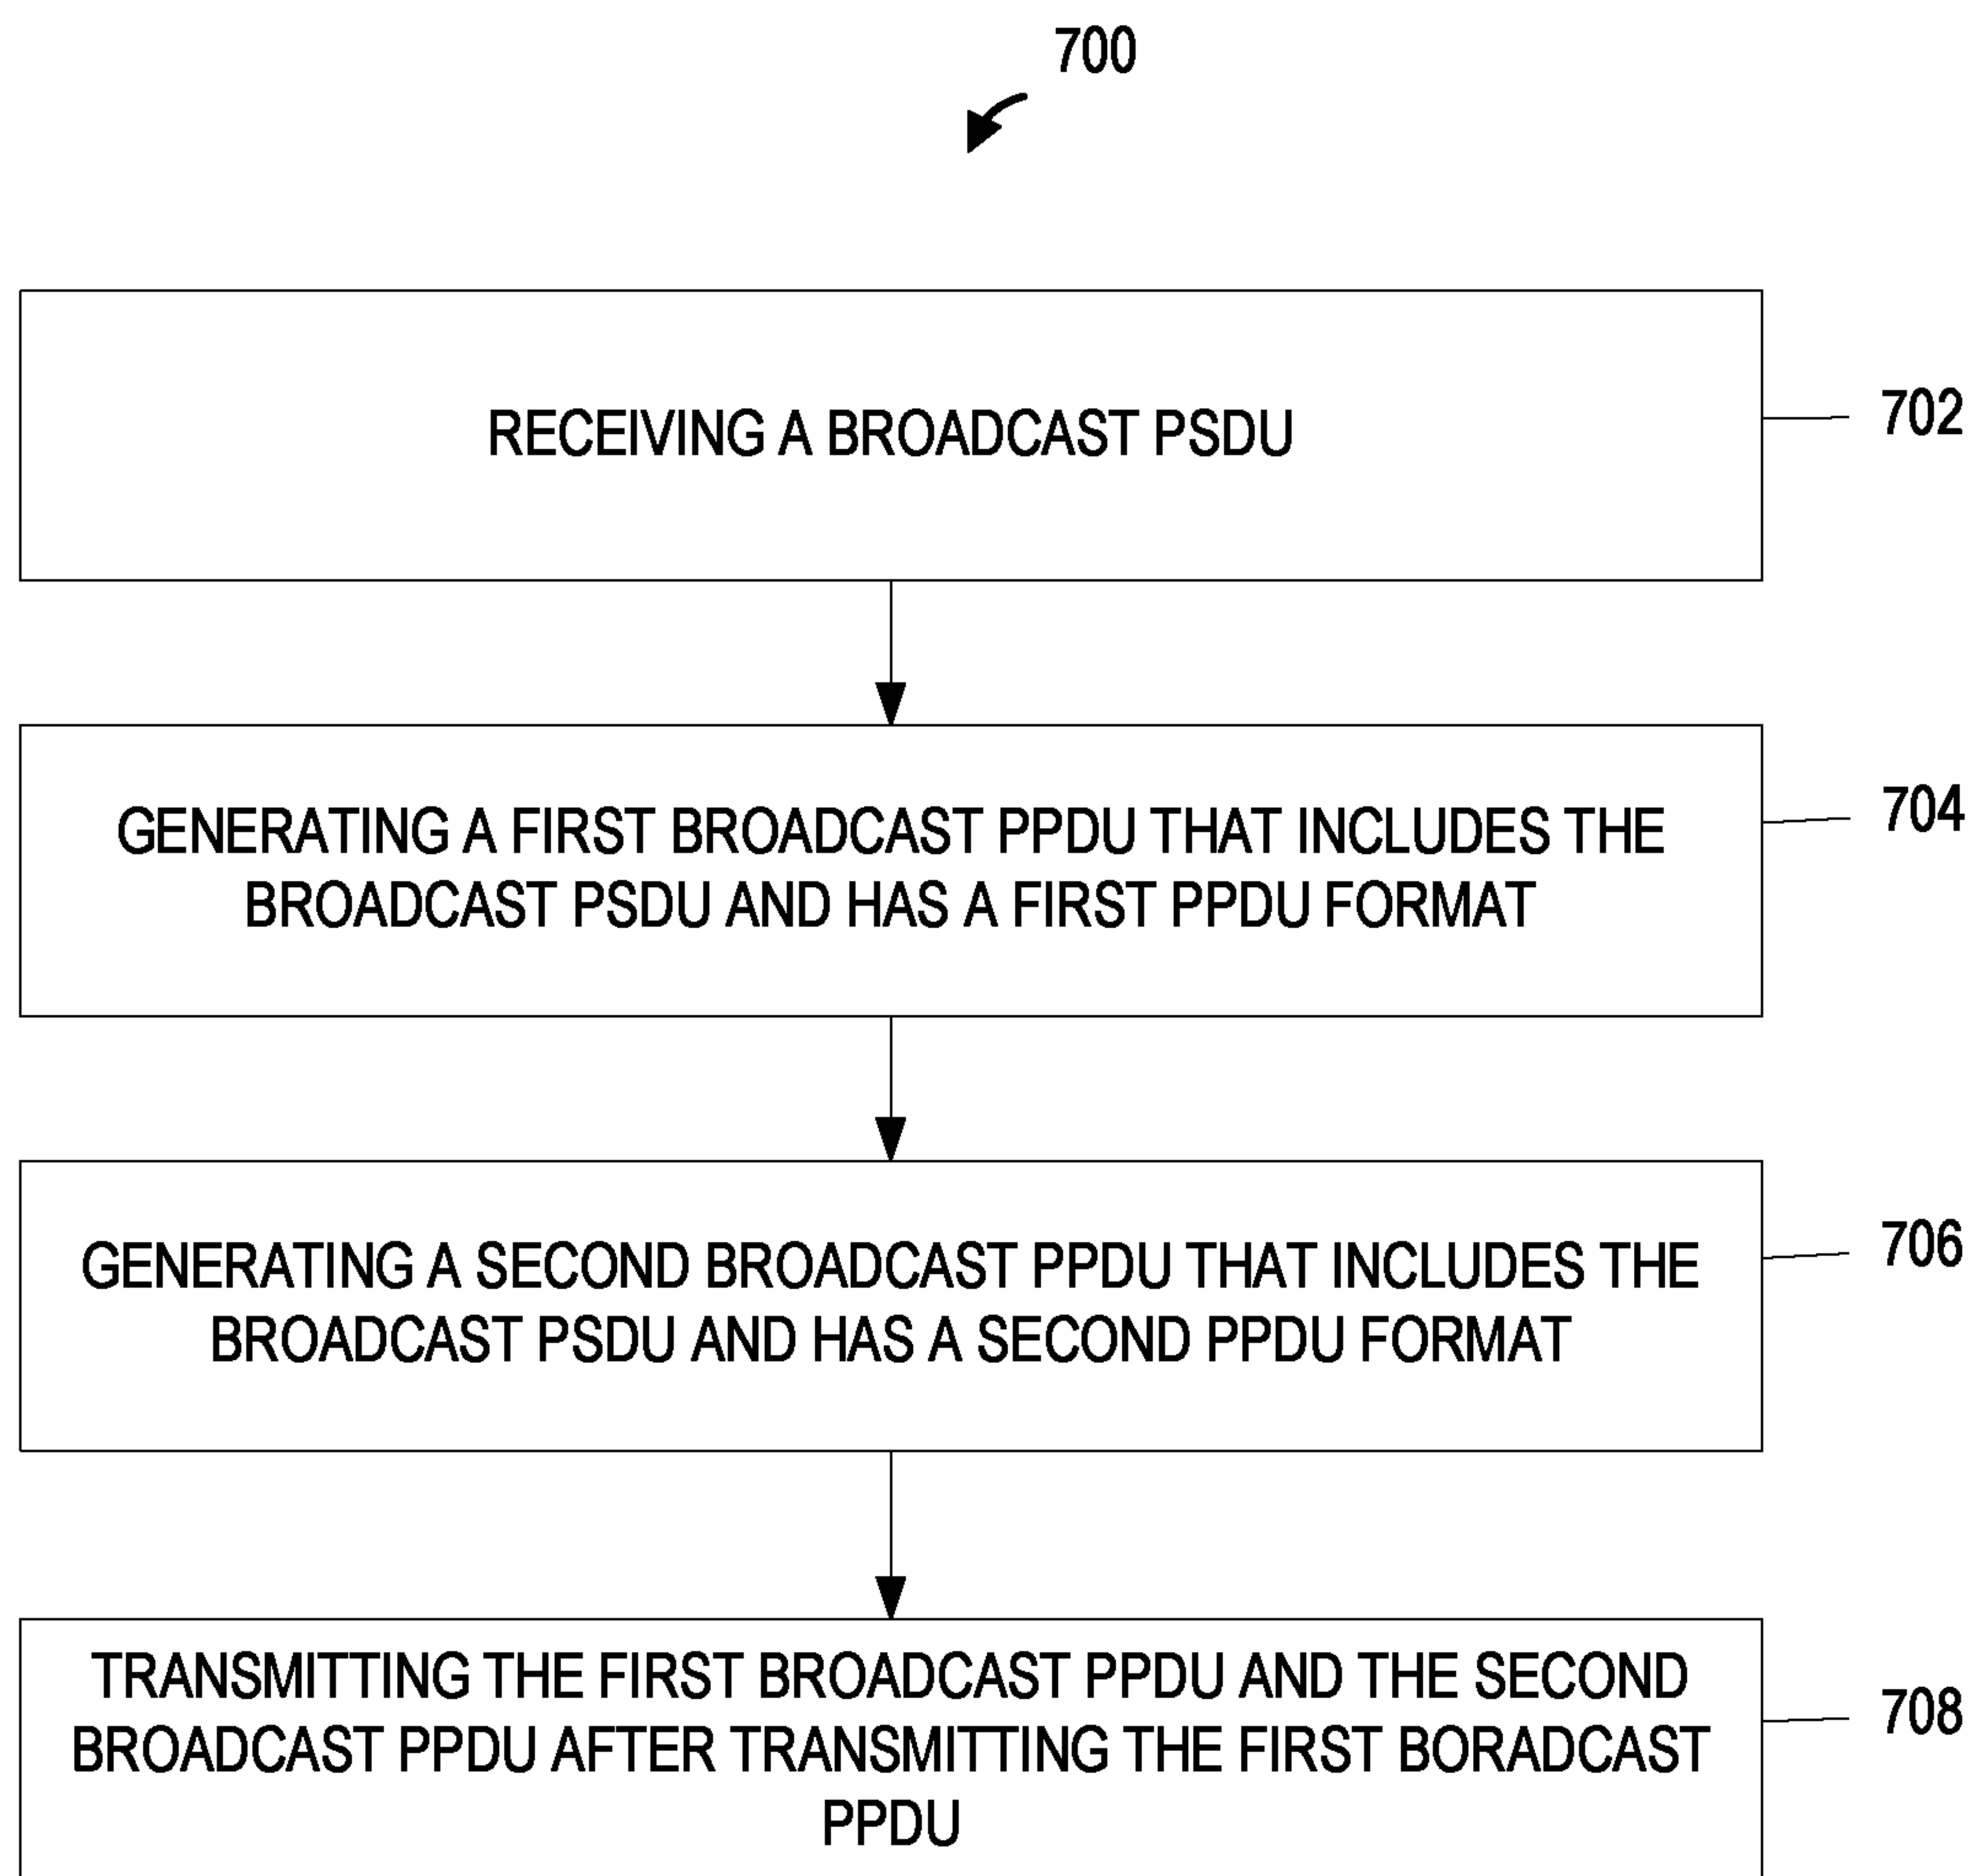 700
RECEIVING A BROADCAST PSDU
702
GENERATING A FIRST BROADCAST PPDU THAT INCLUDES THE
BROADCAST PSDU AND HAS A FIRST PPDU FORMAT
704
GENERATING A SECOND BROADCAST PPDU THAT INCLUDES THE
BROADCAST PSDU AND HAS A SECOND PPDU FORMAT
706
TRANSMITTING THE FIRST BROADCAST PPDU AND THE SECOND
BROADCAST PPDU AFTER TRANSMITTING THE FIRST BORADCAST
PPDU
708